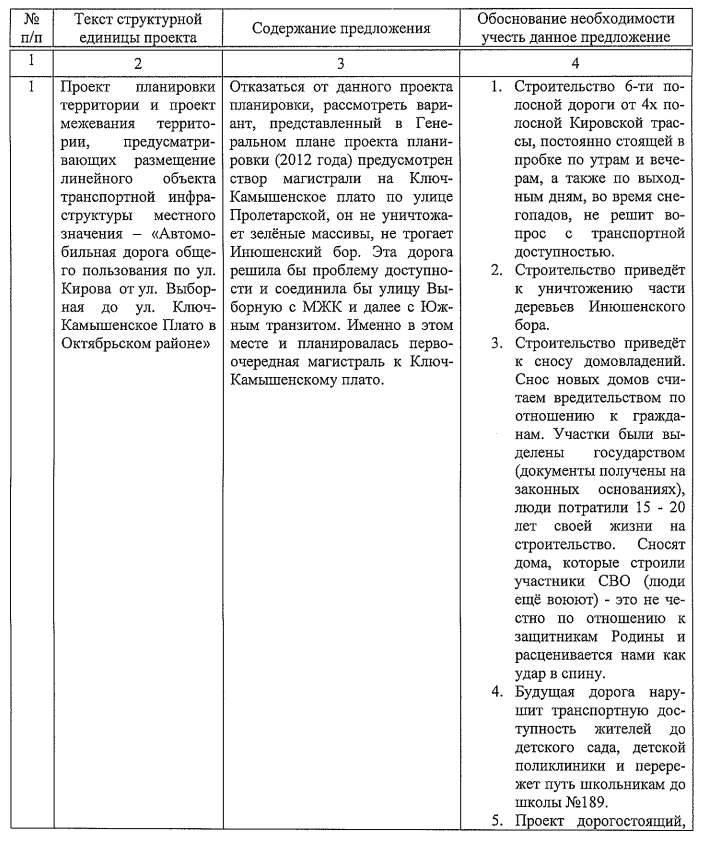 №
п/п
Текст структурной
единицы проекта
Содержание предложения
Обоснование необходимости
учесть данное предложение
1
2
3
4
1
Проект планировки
территории и проект
межевания террито-
рии, предусматри-
вающих размещение
линейного объекта
транспортной инфра-
структуры местного
значения – «Автомо-
бильная дорога обще-
го пользования по ул.
Кирова от ул. Выбор-
ная до ул. Ключ-
Камышенское Плато в
Октябрьском районе»
Отказаться от данного проекта
планировки, рассмотреть вари-
ант, представленный в Гене-
ральном плане проекта плани-
ровки (2012 года) предусмотрен
створ магистрали на Ключ-
Камышенское плато по улице
Пролетарской, он не уничтожа-
ет зелёные массивы, не трогает
Инюшенский бор. Эта дорога
решила бы проблему доступно-
сти и соединила бы улицу Вы-
борную с МЖК и далее с Юж-
ным транзитом. Именно в этом
месте и планировалась перво-
очередная магистраль к Ключ-
Камышенскому плато.
1. Строительство 6-ти по-
лосной дороги от 4х по-
лосной Кировской трас-
сы, постоянно стоящей в
пробке по утрам и вече-
рам, а также по выход-
ным дням, во время сне-
гопадов, не решит во-
прос с транспортной
доступностью.
2. Строительство приведёт
к уничтожению части
деревьев Инюшенского
бора.
3. Строительство приведёт
к сносу домовладений.
Снос новых домов счи-
таем вредительством по
отношению к гражда-
нам. Участки были вы-
делены государством
(документы получены на
законных основаниях),
люди потратили 15 - 20
лет своей жизни на
строительство. Сносят
дома, которые строили
участники СВО (люди
ещё воюют) - это не че-
стно по отношению к
защитникам Родины и
расценивается нами как
удар в спину.
4. Будущая дорога нару-
шит транспортную дос-
тупность жителей до
детского сада, детской
поликлиники и перере-
жет путь школьникам до
школы №189.
5. Проект дорогостоящий,